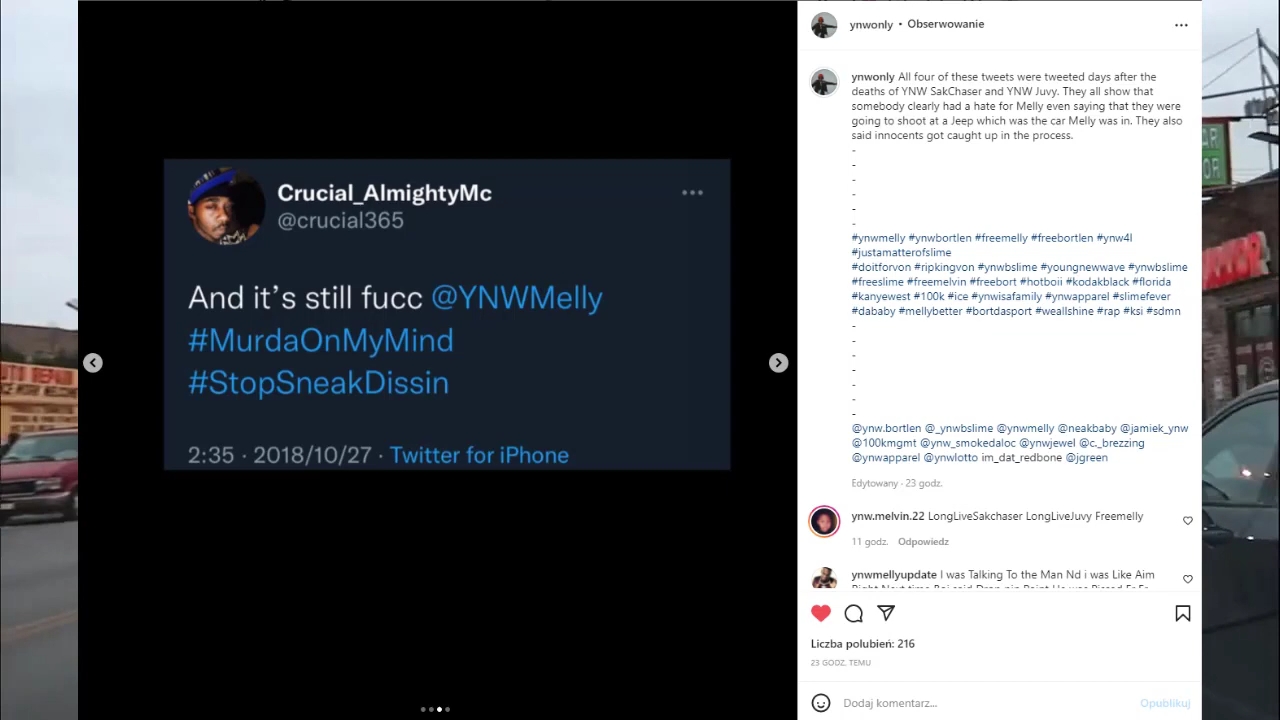 Crucial_AlmightyMc
@crucial365
And it's still fucc @YNWMelly
#MurdaOnMyMind
#StopSneakDissin
2:35 · 2018/10/27 · Twitter for iPhone
ynwonly • Obserwowanie
ynwonly All four of these tweets were tweeted days after the
deaths of YNW SakChaser and YNW Juvy. They all show that
somebody clearly had a hate for Melly even saying that they were
going to shoot at a Jeep which was the car Melly was in. They also
said innocents got caught up in the process.
-
-
-
-
-
-
#ynwmelly #ynwbortlen #freemelly #freebortlen #ynw4l
#justamatterofslime
#doitforvon #ripkingvon #ynwbslime #youngnewwave #ynwbslime
#freeslime #freemelvin #freebort #hotboii #kodakblack #florida
#kanyewest #100k #ice #ynwisafamily #ynwapparel #slimefever
#dababy #mellybetter #bortdasport #weallshine #rap #ksi #sdmn
-
-
-
-
-
-
-
@ynw.bortlen @_ynwbslime @ynwmelly @neakbaby @jamiek_ynw
@100kmgmt @ynw_smokedaloc @ynwjewel @c._brezzing
@ynwapparel @ynwlotto im_dat_redbone @jgreen
Edytowany · 23 godz.
ynw.melvin.22 LongLiveSakchaser LongLiveJuvy Freemelly
11 godz. Odpowiedz
ynwmellyupdate I was Talking To the Man Nd i was Like Aim
Liczba polubień: 216
23 GODZ. TEMU
Dodaj komentarz...
Opublikuj